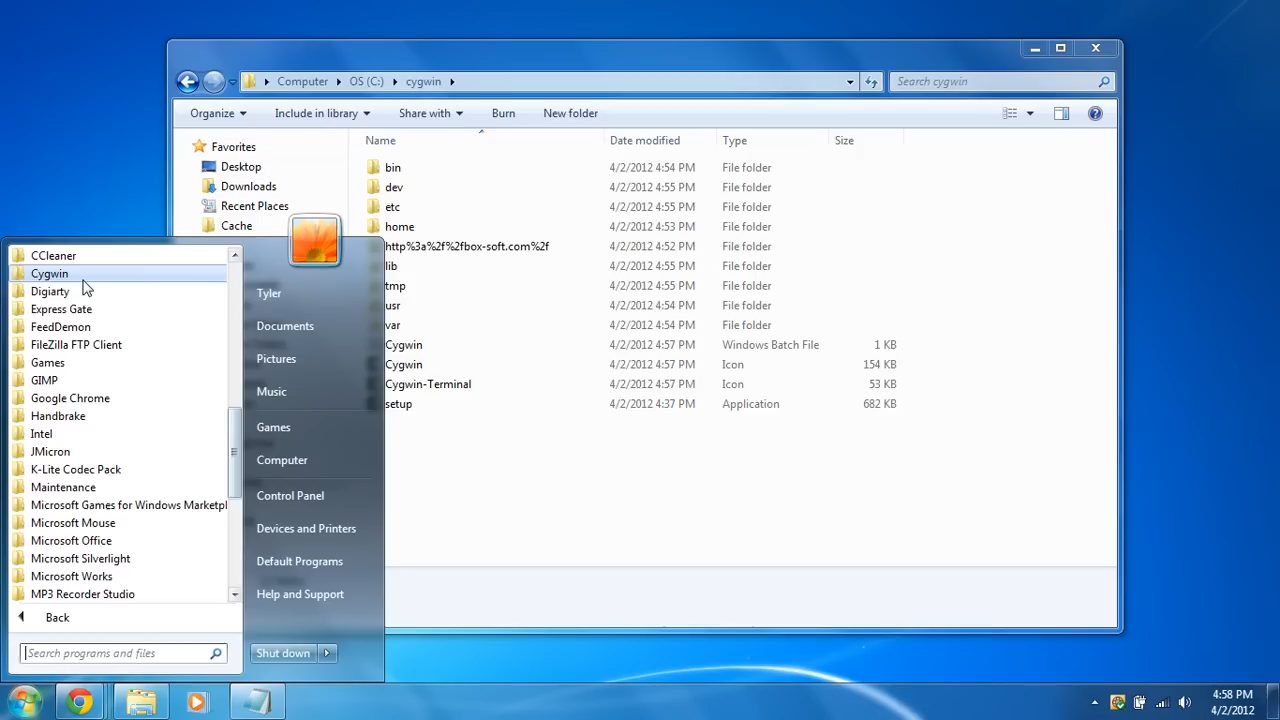 Computer OS (C:) cygwin Search cygwin
Organize Include in library Share with Burn New folder
Name Date modified Type Size
Favorites
Desktop
Downloads
Recent Places
Cache
bin 4/2/2012 4:54 PM File folder
dev 4/2/2012 4:55 PM File folder
etc 4/2/2012 4:55 PM File folder
home 4/2/2012 4:53 PM File folder
http%3a%2f%2fbox-soft.com%2f 4/2/2012 4:52 PM File folder
lib 4/2/2012 4:55 PM File folder
tmp 4/2/2012 4:55 PM File folder
usr 4/2/2012 4:54 PM File folder
var 4/2/2012 4:54 PM File folder
Cygwin 4/2/2012 4:57 PM Windows Batch File 1 KB
Cygwin 4/2/2012 4:57 PM Icon 154 KB
Cygwin-Terminal 4/2/2012 4:57 PM Icon 53 KB
setup 4/2/2012 4:37 PM Application 682 KB
CCleaner
Cygwin
Digiarty
Express Gate
FeedDemon
FileZilla FTP Client
Games
GIMP
Google Chrome
Handbrake
Intel
JMicron
K-Lite Codec Pack
Maintenance
Microsoft Games for Windows Marketpl
Microsoft Mouse
Microsoft Office
Microsoft Silverlight
Microsoft Works
MP3 Recorder Studio
Back
Search programs and files
Tyler
Documents
Pictures
Music
Games
Computer
Control Panel
Devices and Printers
Default Programs
Help and Support
Shut down
4:58 PM
4/2/2012